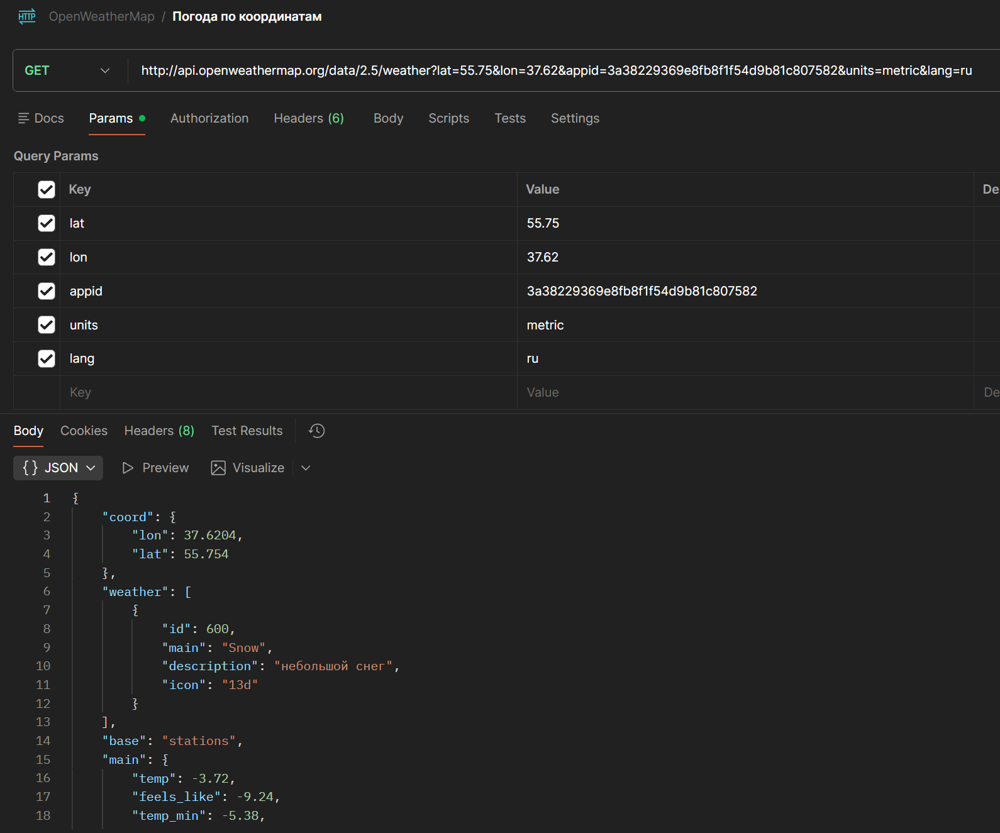 HTTP OpenWeatherMap / Погода по координатам
GET http://api.openweathermap.org/data/2.5/weather?lat=55.75&lon=37.62&appid=3a38229369e8fb8f1f54d9b81c807582&units=metric&lang=ru
Docs Params Authorization Headers (6) Body Scripts Tests Settings
Query Params
Key Value De
lat 55.75
lon 37.62
appid 3a38229369e8fb8f1f54d9b81c807582
units metric
lang ru
Key Value De
Body Cookies Headers (8) Test Results
{} JSON Preview Visualize
1 {
2 "coord": {
3 "lon": 37.6204,
4 "lat": 55.754
5 },
6 "weather": [
7 {
8 "id": 600,
9 "main": "Snow",
10 "description": "небольшой снег",
11 "icon": "13d"
12 }
13 ],
14 "base": "stations",
15 "main": {
16 "temp": -3.72,
17 "feels_like": -9.24,
18 "temp_min": -5.38,